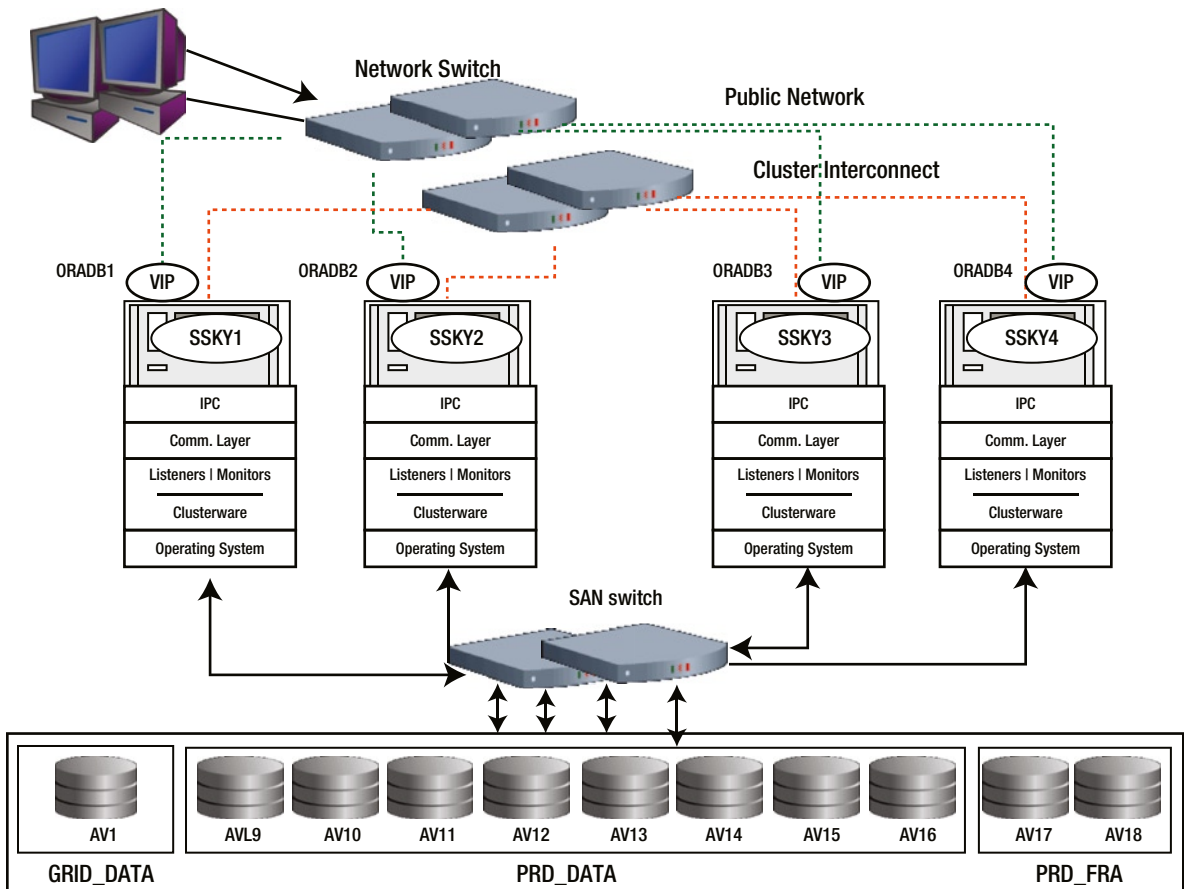 Network Switch
Public Network
Cluster Interconnect
ORADB1
VIP
ORADB2
VIP
ORADB3
VIP
ORADB4
VIP
SSKY1
SSKY2
SSKY3
SSKY4
IPC
IPC
IPC
IPC
Comm. Layer
Comm. Layer
Comm. Layer
Comm. Layer
Listeners | Monitors
Listeners | Monitors
Listeners | Monitors
Listeners | Monitors
Clusterware
Clusterware
Clusterware
Clusterware
Operating System
Operating System
Operating System
Operating System
SAN switch
AV1
AVL9
AV10
AV11
AV12
AV13
AV14
AV15
AV16
AV17
AV18
GRID_DATA
PRD_DATA
PRD_FRA